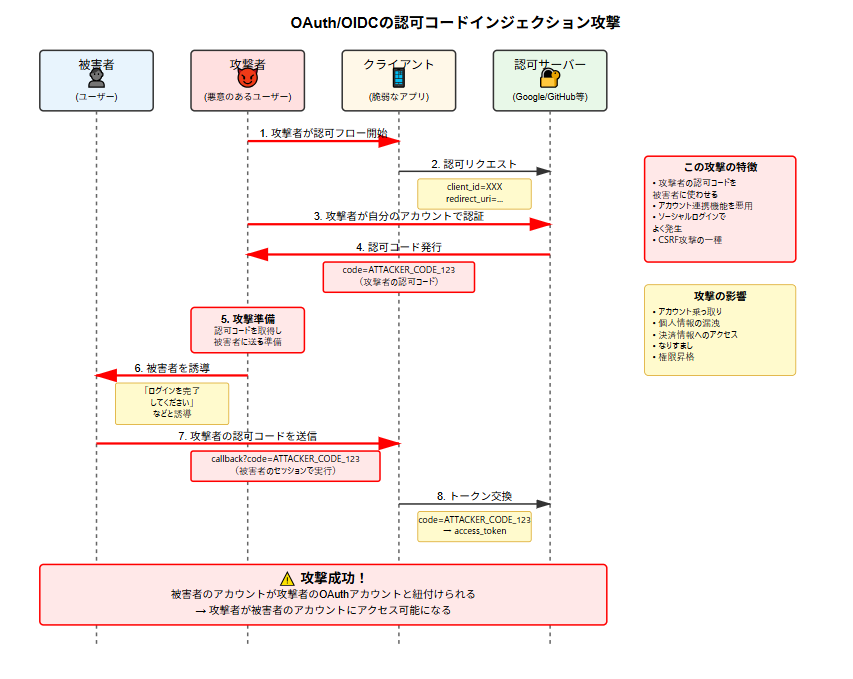 OAuth/OIDCの認可コードインジェクション攻撃
被害者
(ユーザー)
攻撃者
(悪意のあるユーザー)
クライアント
(脆弱なアプリ)
認可サーバー
(Google/GitHub等)
1. 攻撃者が認可フロー開始
2. 認可リクエスト
client_id=XXX
redirect_uri=...
3. 攻撃者が自分のアカウントで認証
4. 認可コード発行
code=ATTACKER_CODE_123
(攻撃者の認可コード)
5. 攻撃準備
認可コードを取得し
被害者に送る準備
6. 被害者を誘導
「ログインを完了
してください」
などと誘導
7. 攻撃者の認可コードを送信
callback?code=ATTACKER_CODE_123
(被害者のセッションで実行)
8. トークン交換
code=ATTACKER_CODE_123
→ access_token
⚠ 攻撃成功！
被害者のアカウントが攻撃者のOAuthアカウントと紐付けられる
→ 攻撃者が被害者のアカウントにアクセス可能になる
この攻撃の特徴
• 攻撃者の認可コードを
被害者に使わせる
• アカウント連携機能を悪用
• ソーシャルログインで
よく発生
• CSRF攻撃の一種
攻撃の影響
• アカウント乗っ取り
• 個人情報の漏洩
• 決済情報へのアクセス
• なりすまし
• 権限昇格